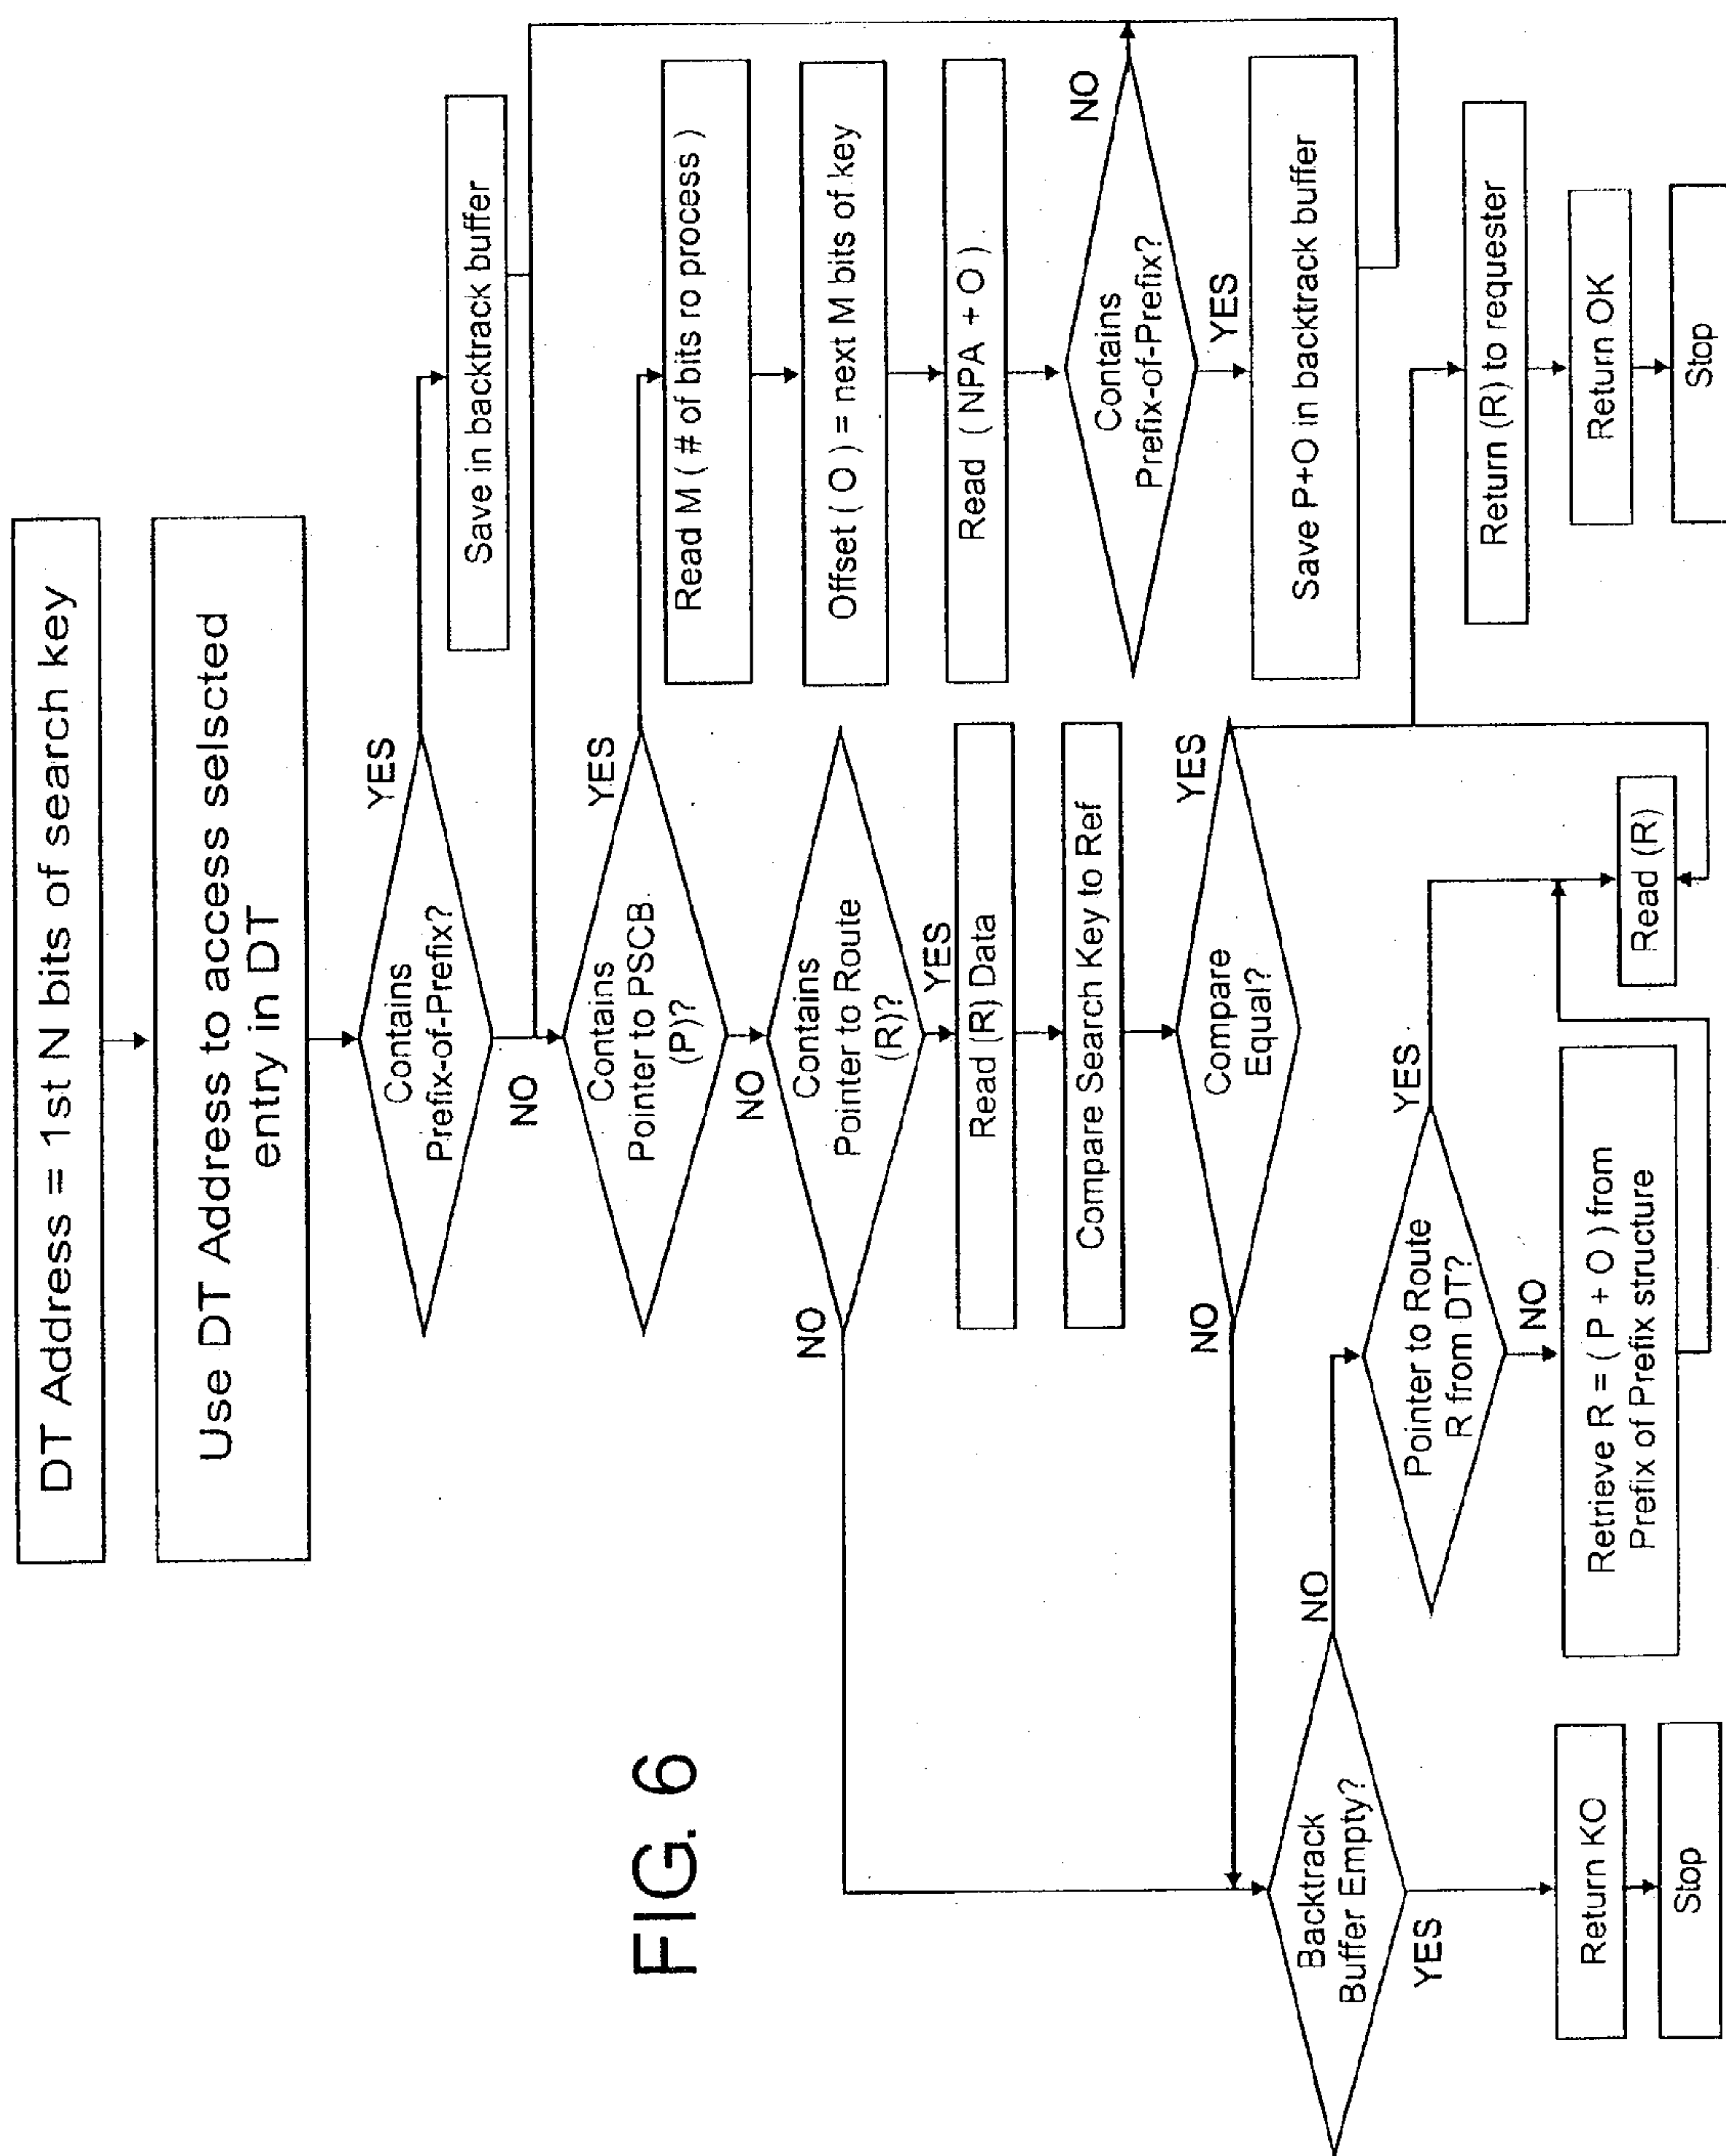 DT Address = 1st N bits of search key
Use DT Address to access selscted
entry in DT
Contains
Prefix-of-Prefix?
YES
NO
Save in backtrack buffer
Contains
Pointer to PSCB
(P)?
YES
NO
Read M ( # of bits ro process )
Offset ( O ) = next M bits of key
Read ( NPA + O )
Contains
Prefix-of-Prefix?
NO
YES
Save P+O in backtrack buffer
Contains
Pointer to Route
(R)?
NO
YES
Read (R) Data
Compare Search Key to Ref
Compare
Equal?
YES
NO
Return (R) to requester
Return OK
Stop
Backtrack
Buffer Empty?
NO
YES
Pointer to Route
R from DT?
YES
NO
Read (R)
Retrieve R = ( P + O ) from
Prefix of Prefix structure
Return KO
Stop
FIG. 6